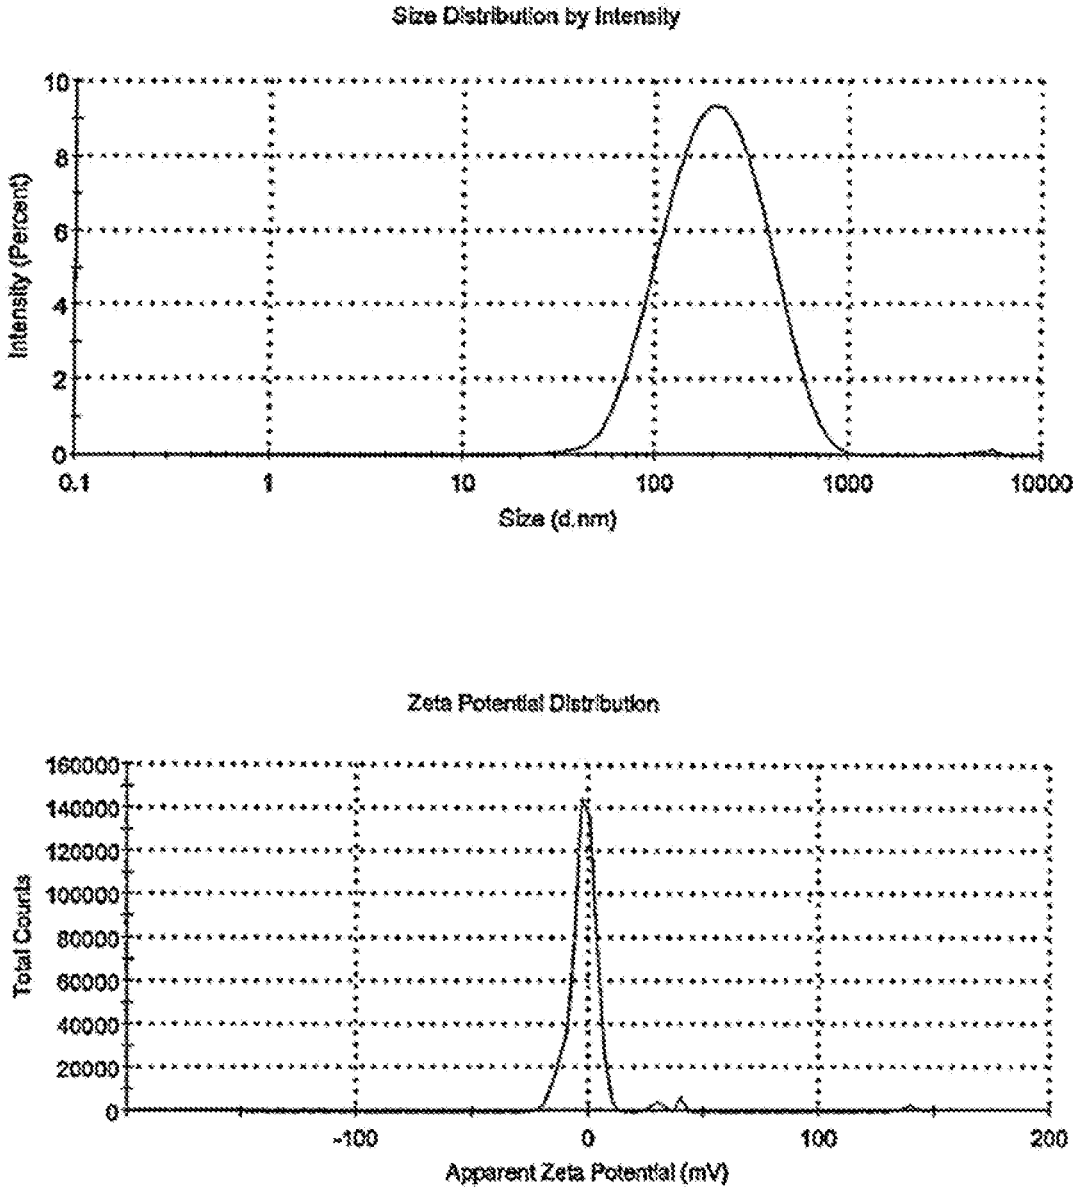 Size Distribution by Intensity
10
8
6
4
2
0
Intensity (Percent)
0.1 1 10 100 1000 10000
Size (d.nm)
Zeta Potential Distribution
160000
140000
120000
100000
80000
60000
40000
20000
0
Total Counts
-100 0 100 200
Apparent Zeta Potential (mV)